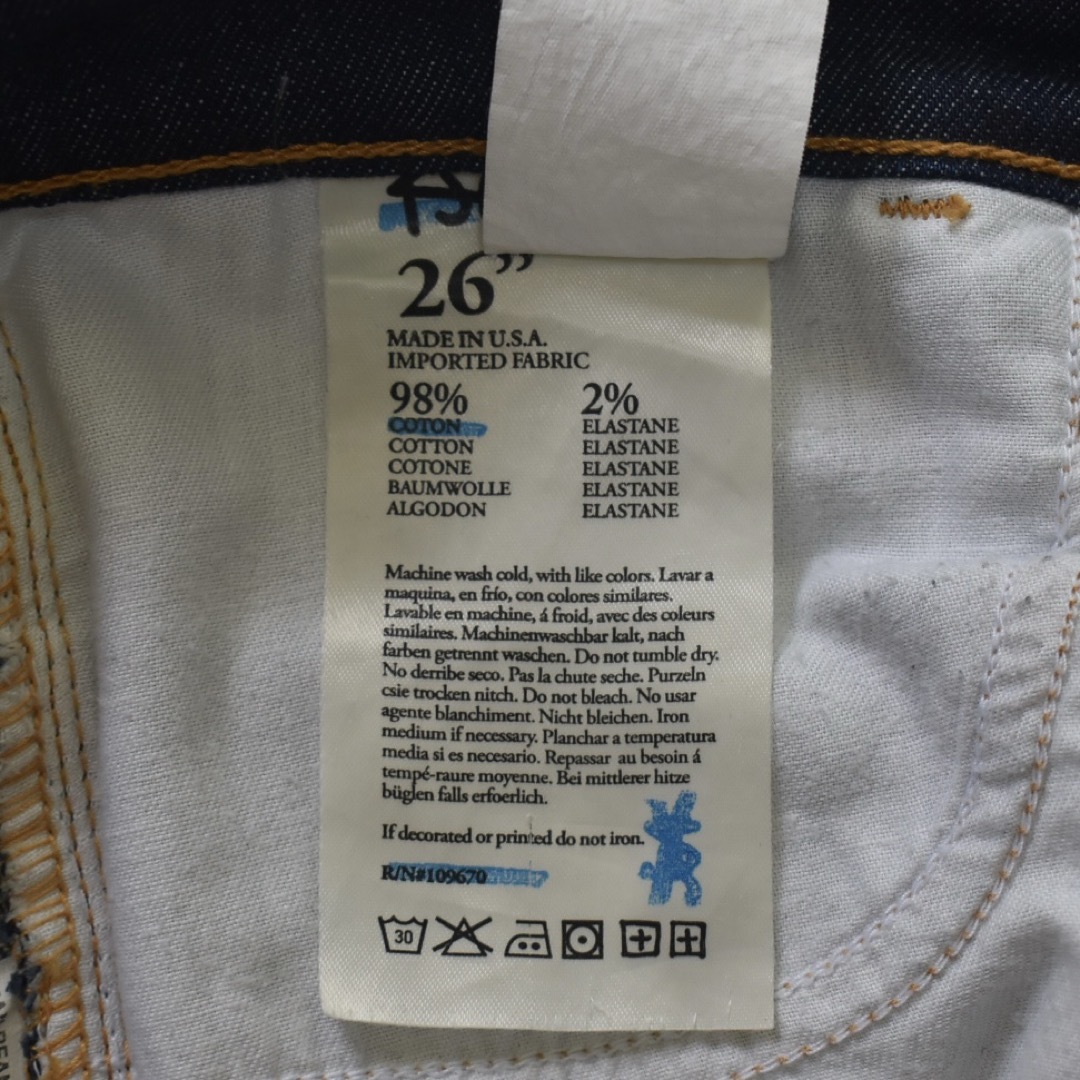 26”
MADE IN U.S.A.
IMPORTED FABRIC
98% 2%
COTON ELASTANE
COTTON ELASTANE
COTONE ELASTANE
BAUMWOLLE ELASTANE
ALGODON ELASTANE
Machine wash cold, with like colors. Lavar a
maquina, en frío, con colores similares.
Lavable en machine, á froid, avec des coleurs
similaires. Machinenwaschbar kalt, nach
farben getrennt waschen. Do not tumble dry.
No derribe seco. Pas la chute seche. Purzeln
csie trocken nitch. Do not bleach. No usar
agente blanchiment. Nicht bleichen. Iron
medium if necessary. Planchar a temperatura
media si es necesario. Repassar au besoin á
tempé-raure moyenne. Bei mittlerer hitze
büglen falls erfoerlich.
If decorated or printed do not iron.
R/N#109670
30